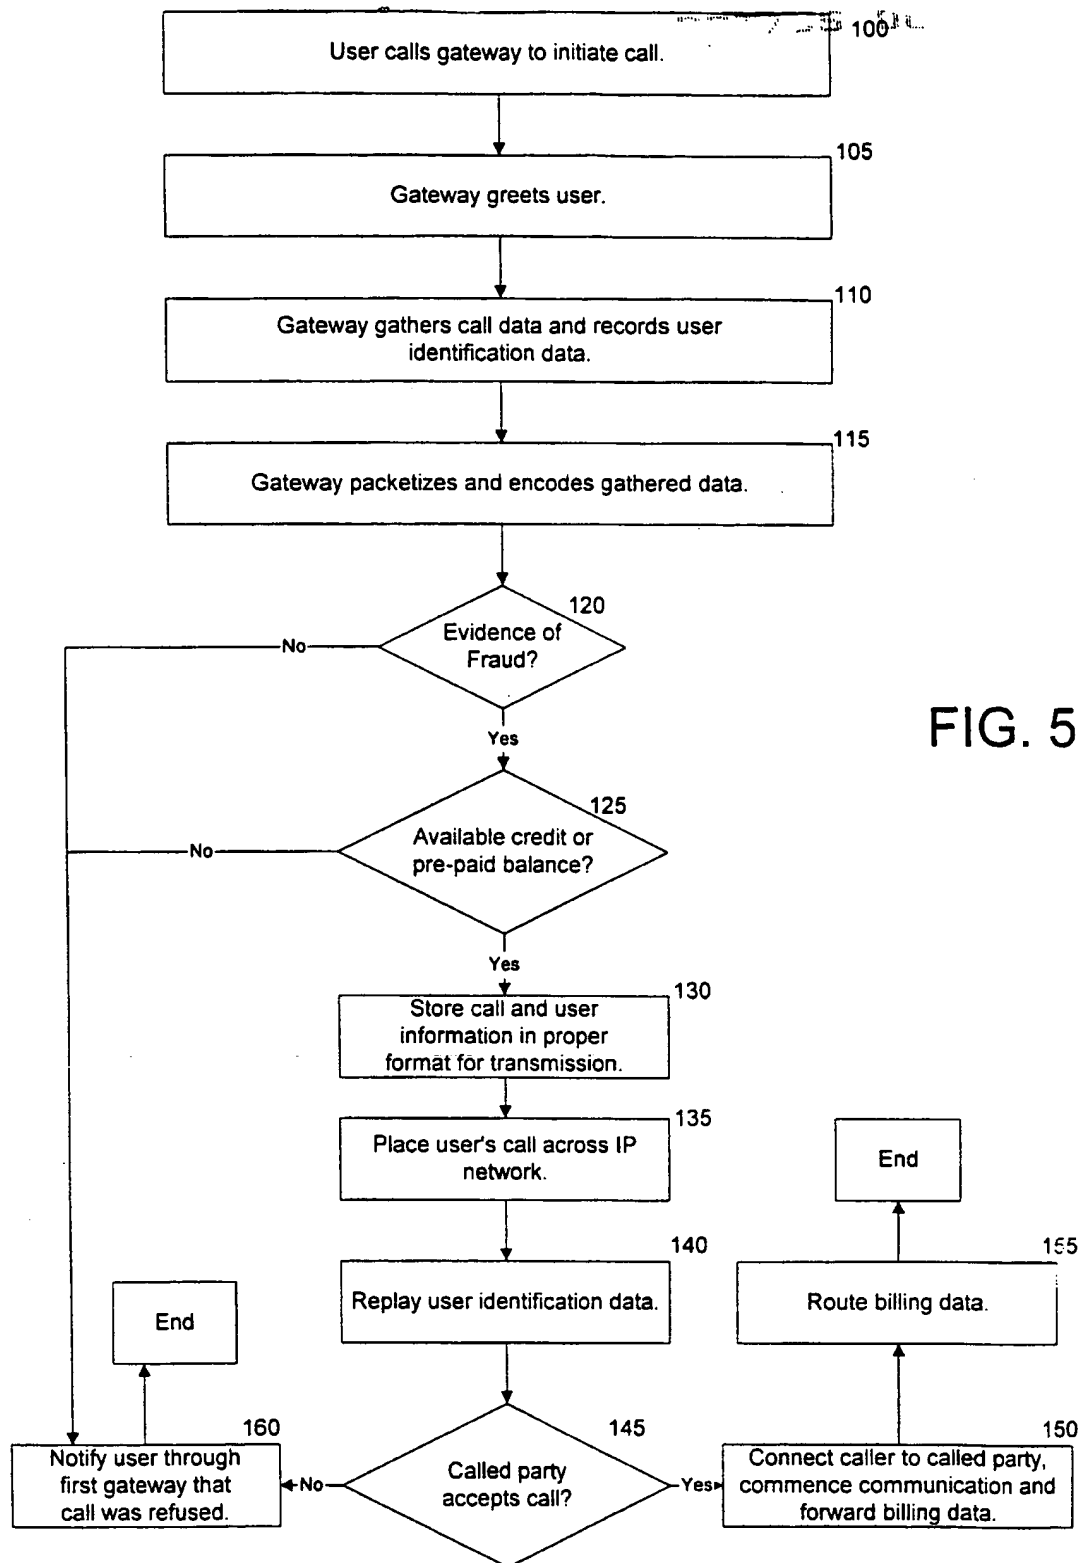 100
User calls gateway to initiate call.
105
Gateway greets user.
110
Gateway gathers call data and records user
identification data.
115
Gateway packetizes and encodes gathered data.
120
Evidence of
Fraud?
No
Yes
FIG. 5
125
Available credit or
pre-paid balance?
No
Yes
130
Store call and user
information in proper
format for transmission.
135
Place user's call across IP
network.
End
140
Replay user identification data.
155
Route billing data.
End
145
Called party
accepts call?
160
Notify user through
first gateway that
call was refused.
No
Yes
150
Connect caller to called party,
commence communication and
forward billing data.